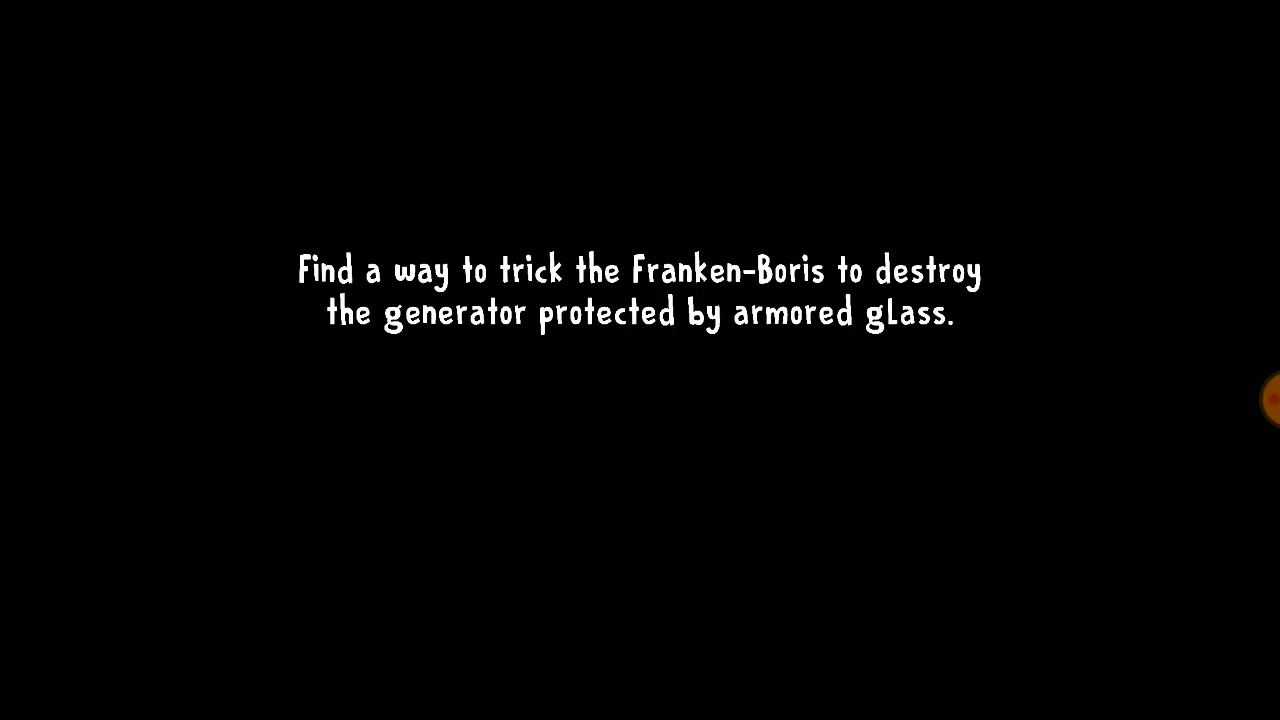 Find a way to trick the Franken-Boris to destroy
the generator protected by armored glass.